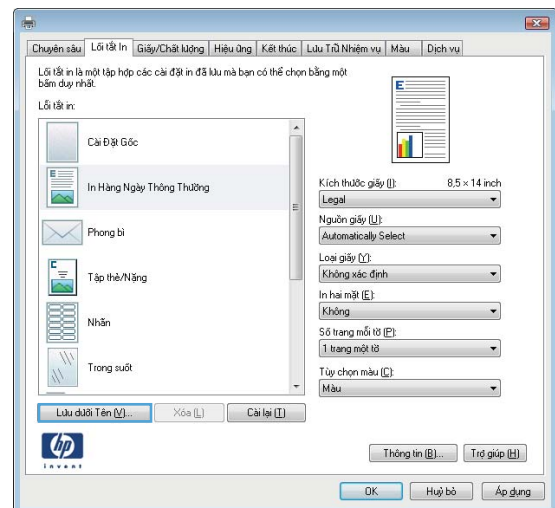 Chuyên sâu Lối tắt In Giấy/Chất lượng Hiệu ứng Kết thúc Lưu Trữ Nhiệm vụ Màu Dịch vụ
Lối tắt in là một tập hợp các cài đặt in đã lưu mà bạn có thể chọn bằng một
bấm duy nhất.
Lối tắt in:
Cài Đặt Gốc
In Hàng Ngày Thông Thường
Phong bì
Tập thẻ/Nặng
Nhãn
Trong suốt
Lưu dưới Tên (V)...
Xóa (L)
Cài lại (T)
E
Kích thước giấy (I): 8,5 × 14 inch
Legal
Nguồn giấy (U):
Automatically Select
Loại giấy (Y):
Không xác định
In hai mặt (E):
Không
Số trang mỗi tờ (P):
1 trang một tờ
Tùy chọn màu (C):
Màu
hp
invent
Thông tin (B)... Trợ giúp (H)
OK Huỷ bỏ Áp dụng